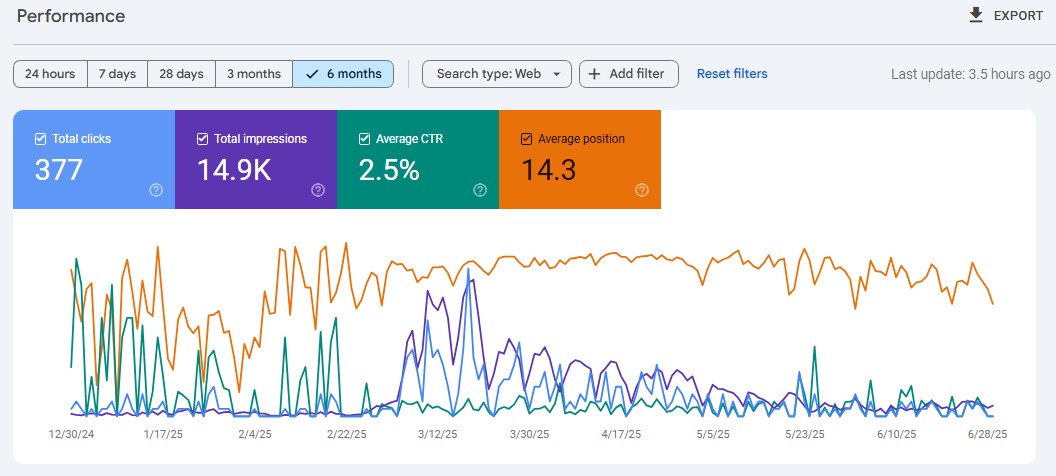 Performance
EXPORT
24 hours 7 days 28 days 3 months 6 months Search type: Web Add filter Reset filters Last update: 3.5 hours ago
Total clicks Total impressions Average CTR Average position
377 14.9K 2.5% 14.3
12/30/24 1/17/25 2/4/25 2/22/25 3/12/25 3/30/25 4/17/25 5/5/25 5/23/25 6/10/25 6/28/25